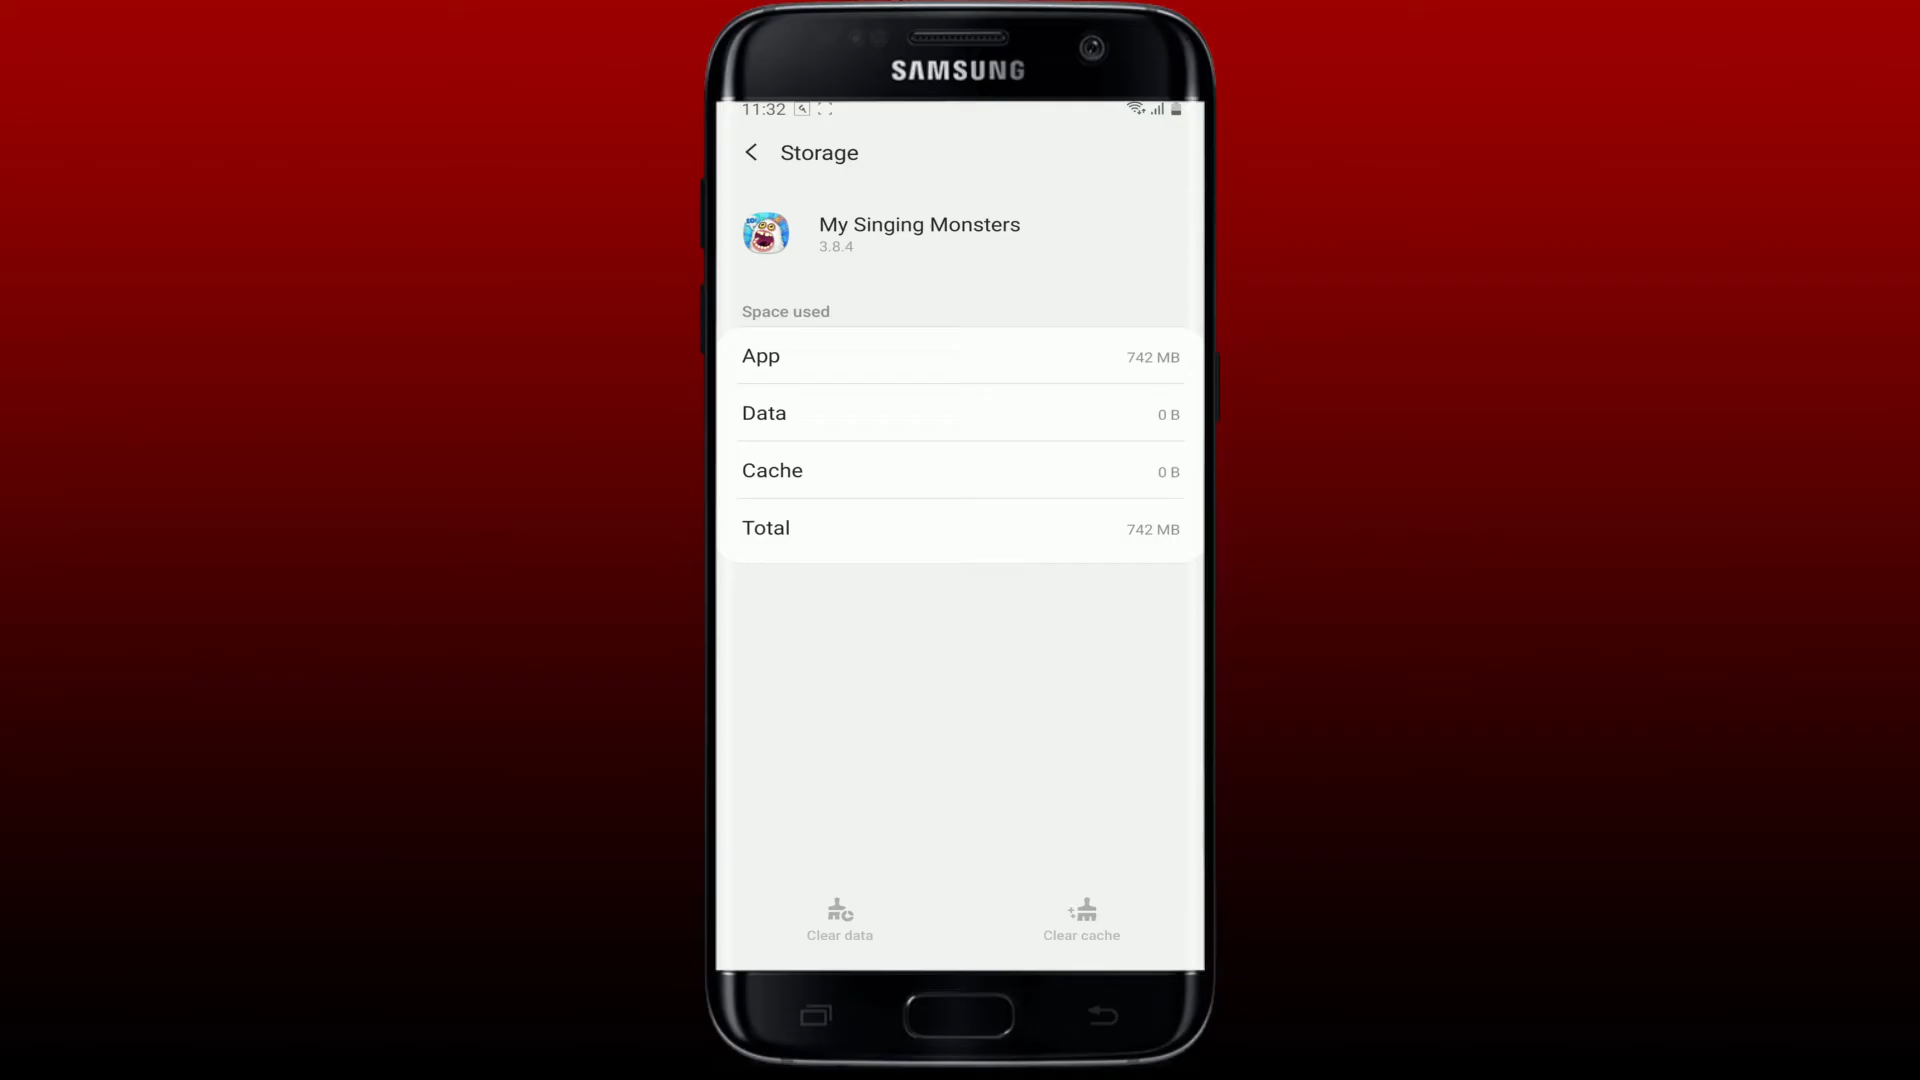 SAMSUNG
11:32
Storage
My Singing Monsters
3.8.4
Space used
App 742 MB
Data 0 B
Cache 0 B
Total 742 MB
Clear data Clear cache